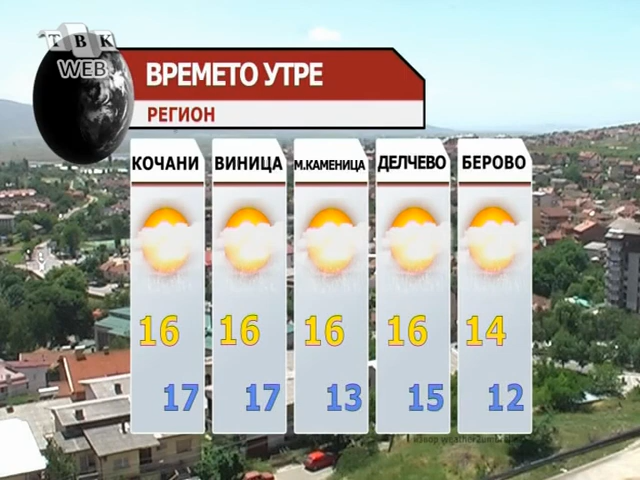 ТВК
WEB
ВРЕМЕТО УТРЕ
РЕГИОН
КОЧАНИ ВИНИЦА М.КАМЕНИЦА ДЕЛЧЕВО БЕРОВО
16 16 16 16 14
17 17 13 15 12